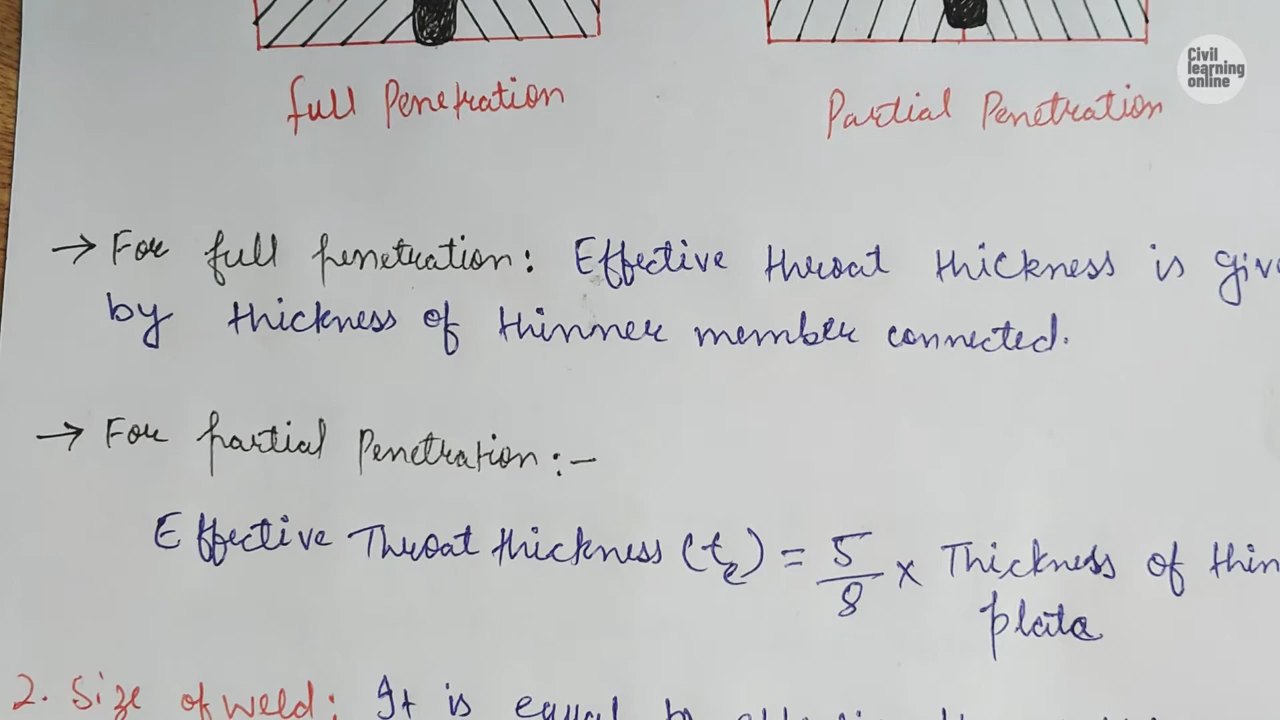 Civil
learning
online
full Penetration
Partial Penetration
→ For full penetration: Effective throat thickness is giv
by thickness of thinner member connected.
→ For partial Penetration:-
Effective Throat thickness (te) = 5/8 × Thickness of thin
plate
2. Size of weld: It is equal